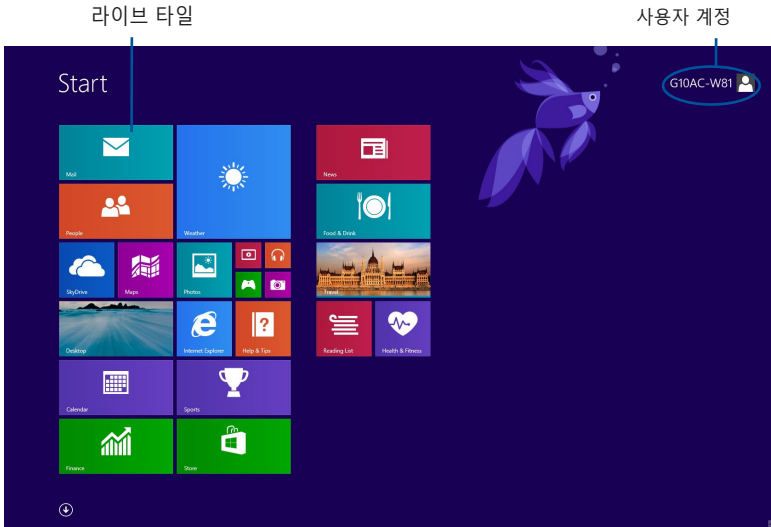 라이브 타일
사용자 계정
Start
G10AC-W81
Mail
People
Weather
SkyDrive
Maps
Photos
Desktop
Internet Explorer
Help & Tips
Calendar
Sports
Finance
Store
News
Food & Drink
Travel
Reading List
Health & Fitness